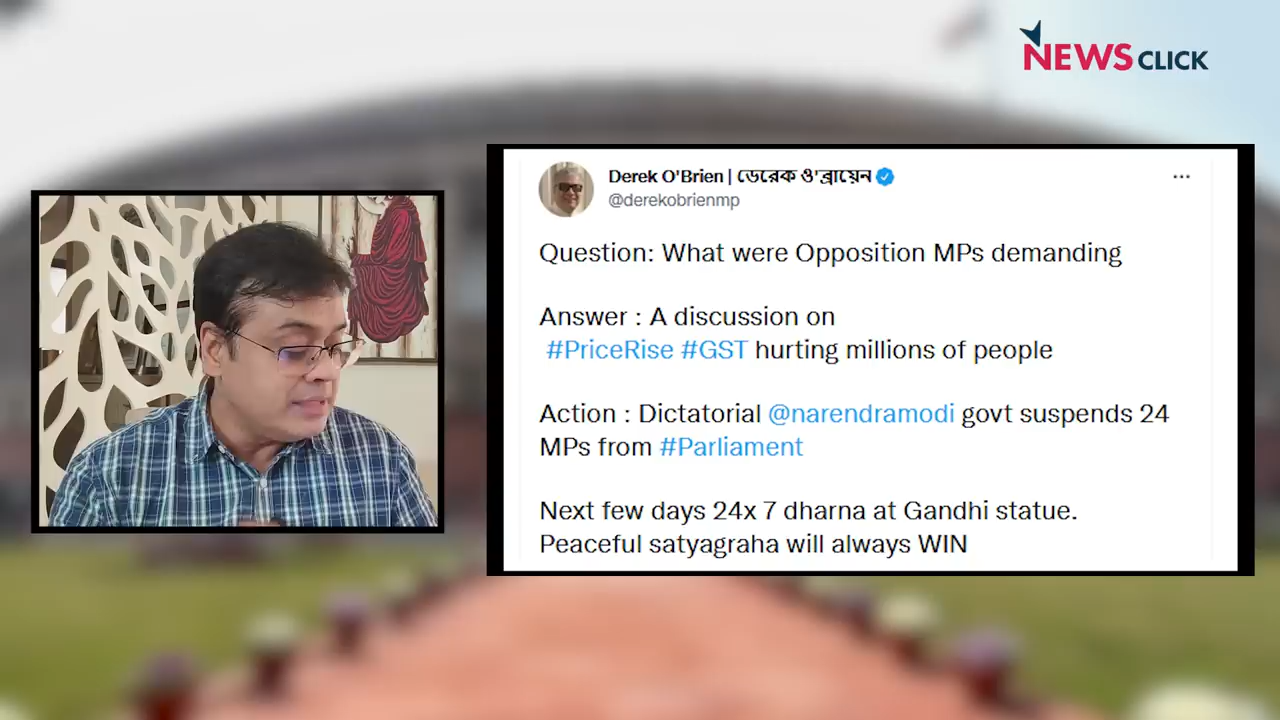 NEWS CLICK
Derek O'Brien | ডেরেক ও'ব্রায়েন
@derekobrienmp
Question: What were Opposition MPs demanding
Answer : A discussion on
#PriceRise #GST hurting millions of people
Action : Dictatorial @narendramodi govt suspends 24
MPs from #Parliament
Next few days 24x 7 dharna at Gandhi statue.
Peaceful satyagraha will always WIN